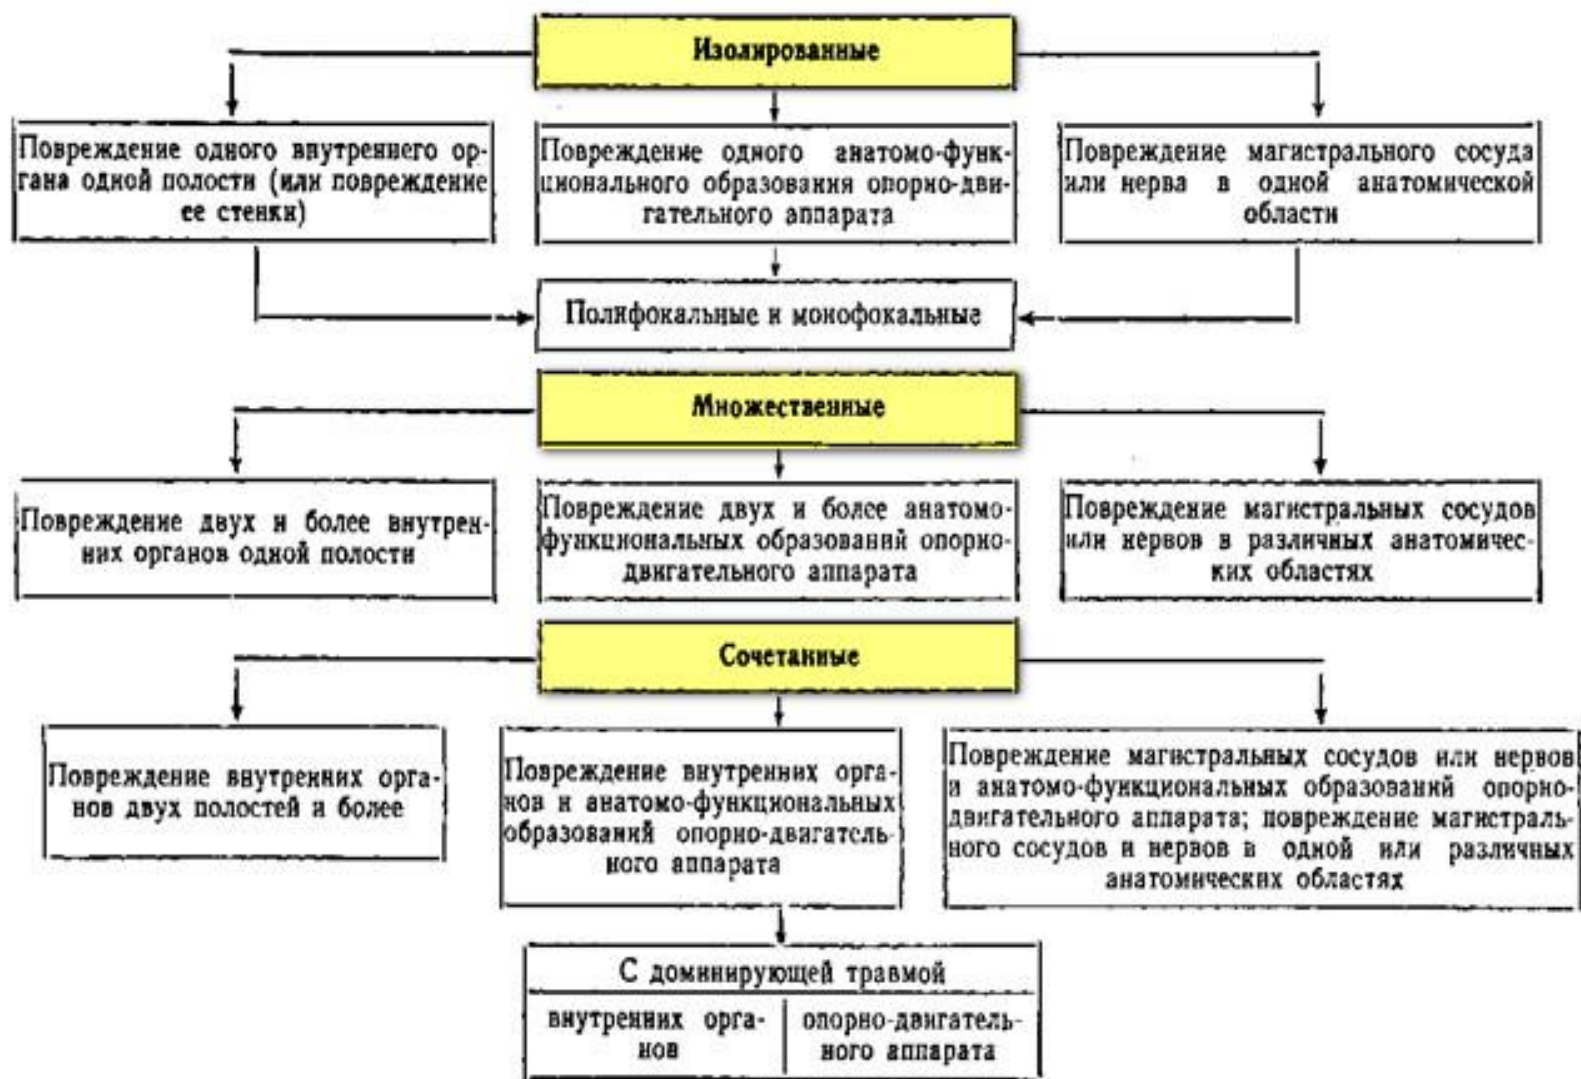 Изолированные
Повреждение одного внутреннего ор-
гана одной полости (или повреждение
ее стенки)
Повреждение одного анатомо-функ-
ционального образования опорно-дви-
гательного аппарата
Повреждение магистрального сосуда
или нерва в одной анатомической
области
Полифокальные и монофокальные
Множественные
Повреждение двух и более внутрен-
них органов одной полости
Повреждение двух и более анатомо-
функциональных образований опорно-
двигательного аппарата
Повреждение магистральных сосудов
или нервов в различных анатомичес-
ких областях
Сочетанные
Повреждение внутренних орга-
нов двух полостей и более
Повреждение внутренних орга-
нов и анатомо-функциональных
образований опорно-двигатель-
ного аппарата
Повреждение магистральных сосудов или нервов
и анатомо-функциональных образований опорно-
двигательного аппарата; повреждение магистраль-
ного сосудов и нервов в одной или различных
анатомических областях
С доминирующей травмой
внутренних орга-
нов
опорно-двигатель-
ного аппарата